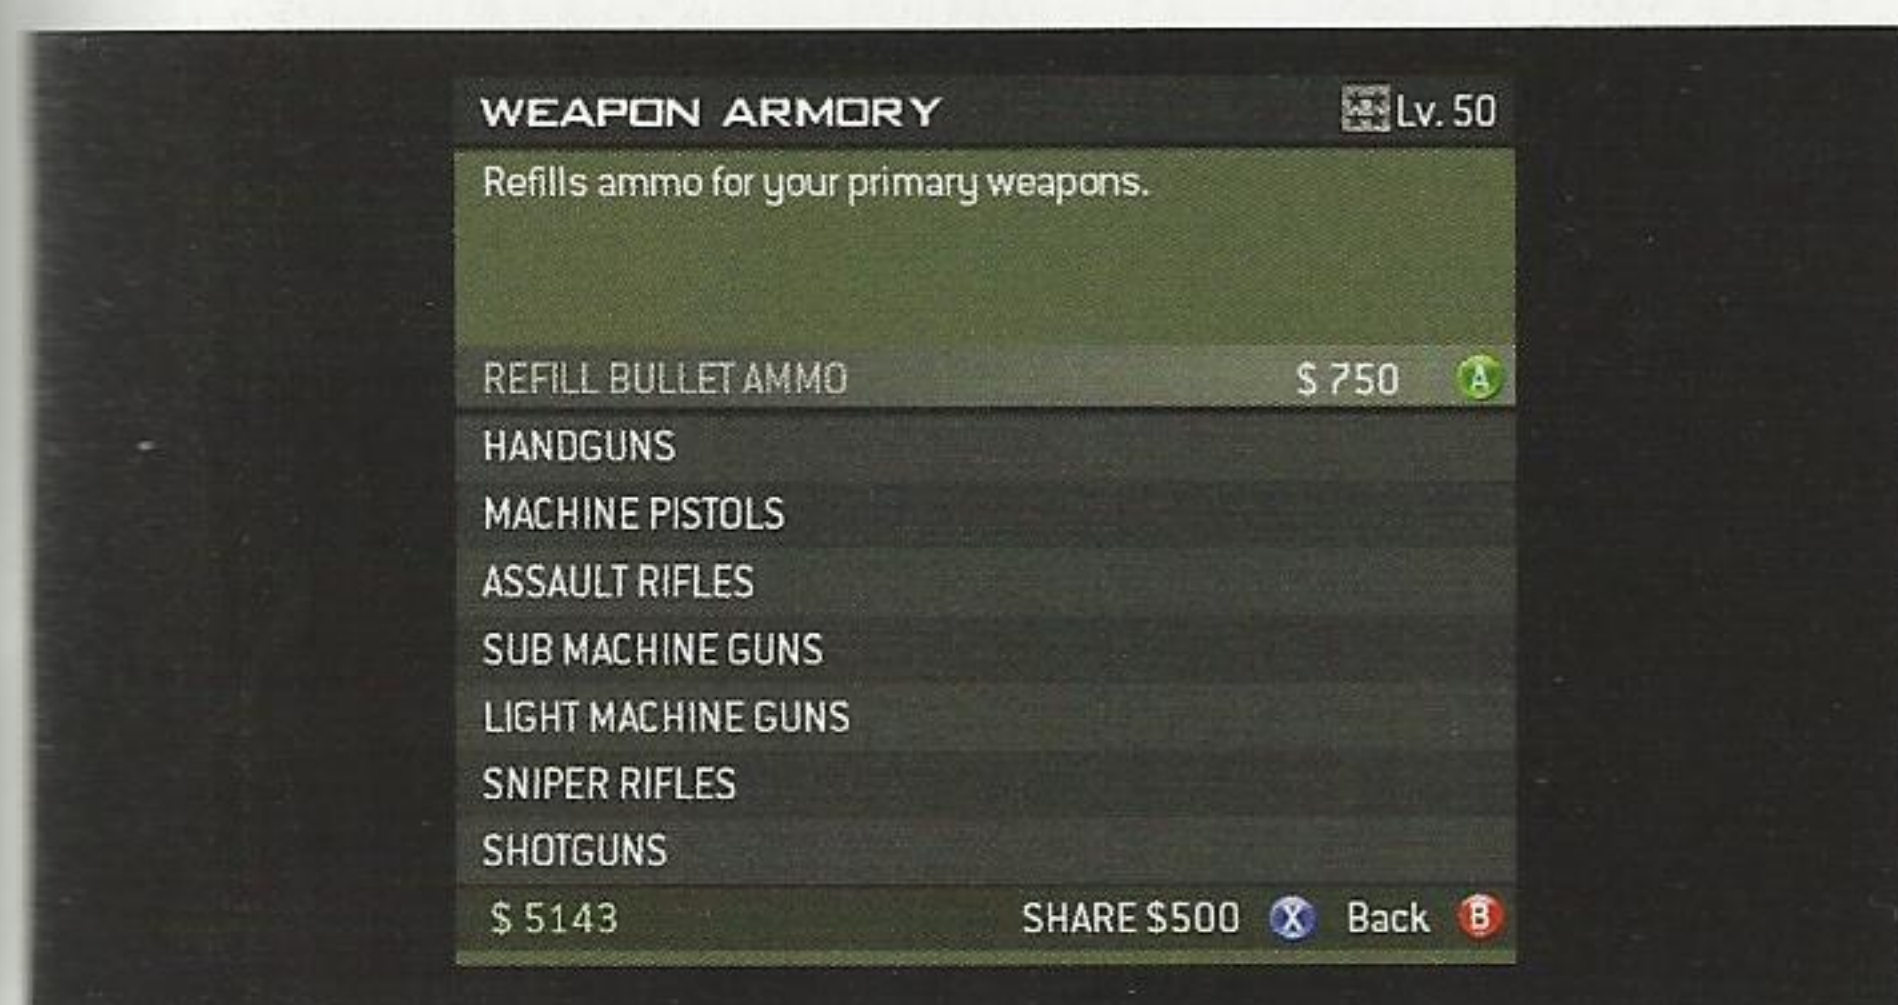 WEAPON ARMORY Lv. 50
Refills ammo for your primary weapons.
REFILL BULLET AMMO $ 750 A
HANDGUNS
MACHINE PISTOLS
ASSAULT RIFLES
SUB MACHINE GUNS
LIGHT MACHINE GUNS
SNIPER RIFLES
SHOTGUNS
$ 5143 SHARE $500 X Back B